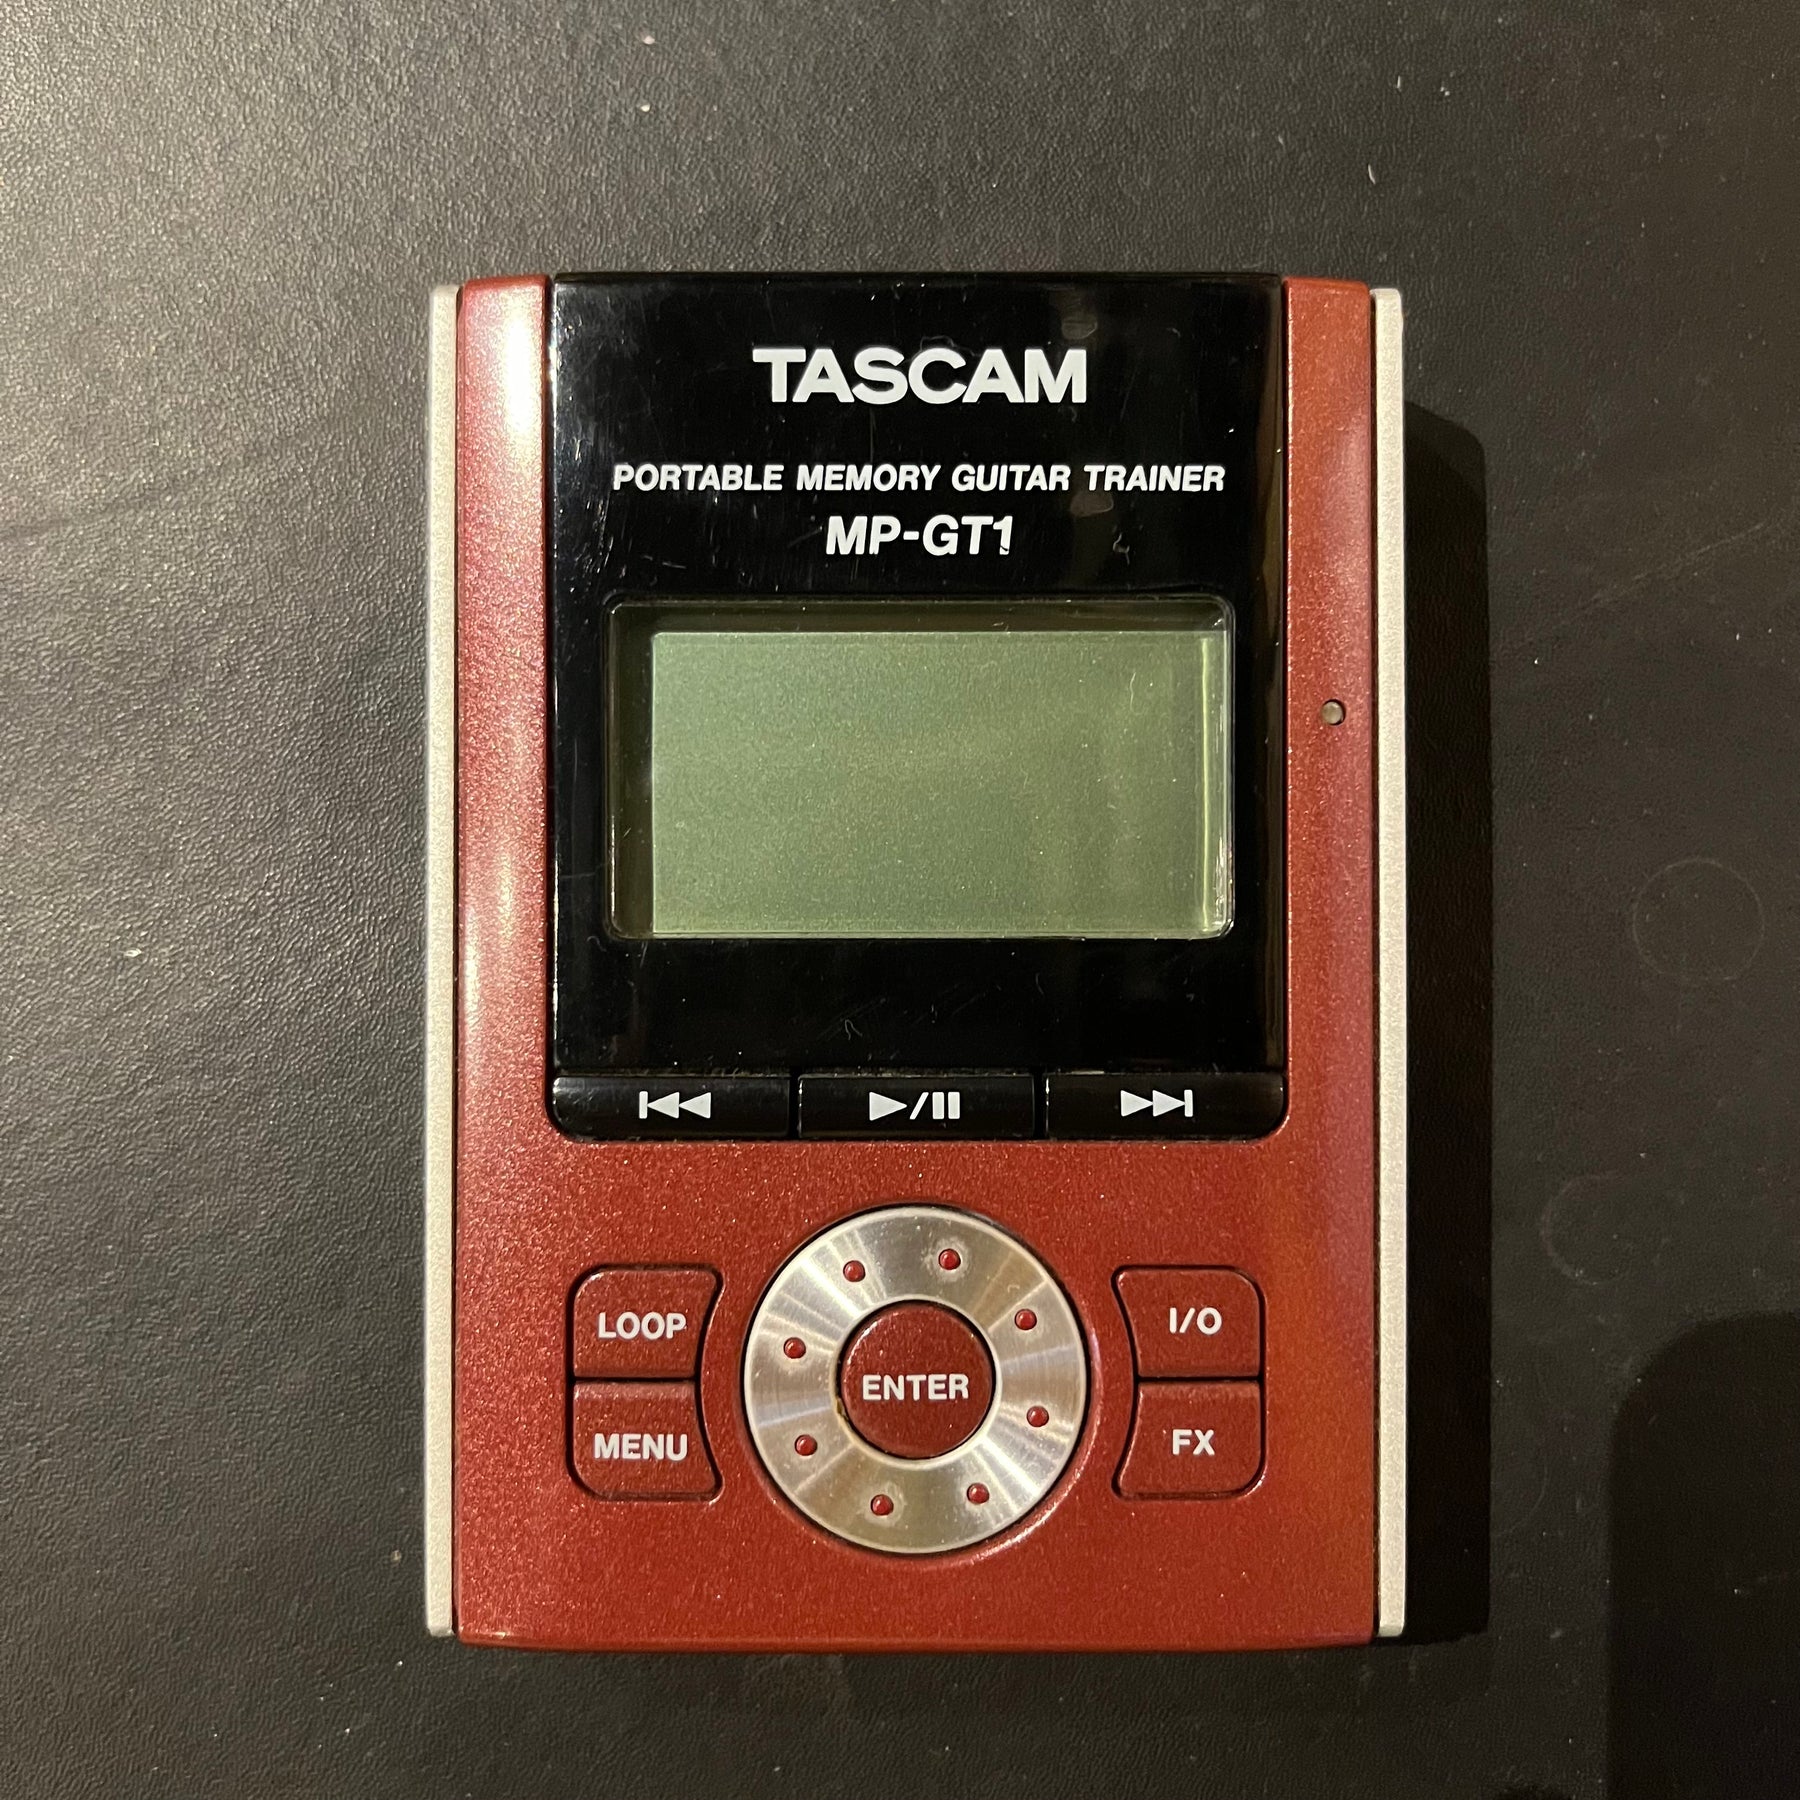 TASCAM
PORTABLE MEMORY GUITAR TRAINER
MP-GT1
LOOP
I/O
ENTER
MENU
FX